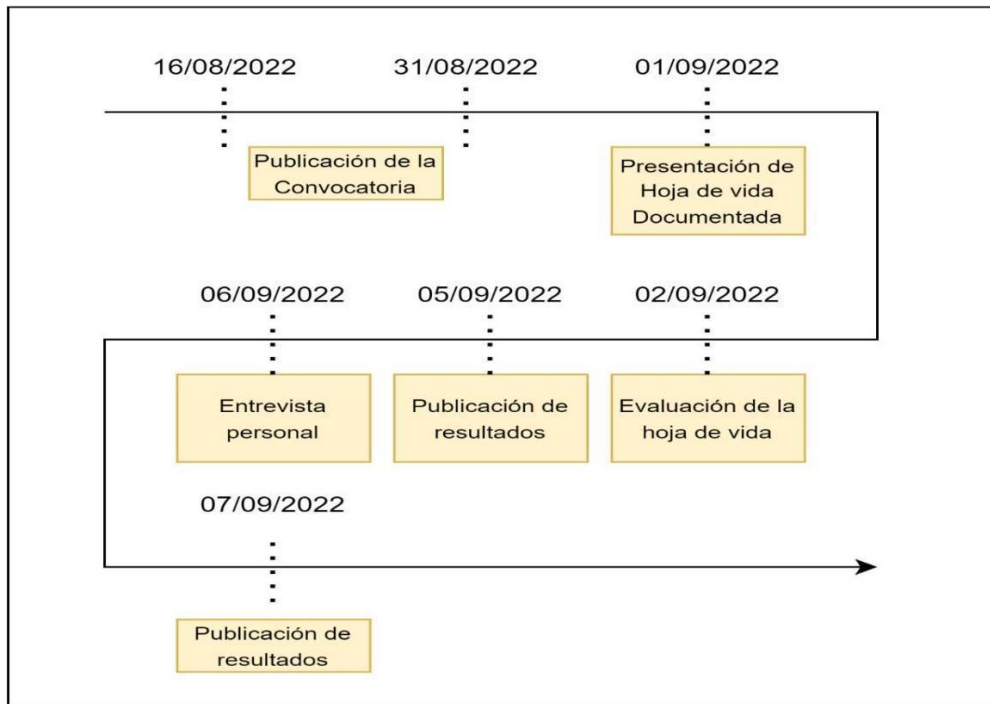 16/08/2022
31/08/2022
01/09/2022
Publicación de la
Convocatoria
Presentación de
Hoja de vida
Documentada
06/09/2022
05/09/2022
02/09/2022
Entrevista
personal
Publicación de
resultados
Evaluación de la
hoja de vida
07/09/2022
Publicación de
resultados